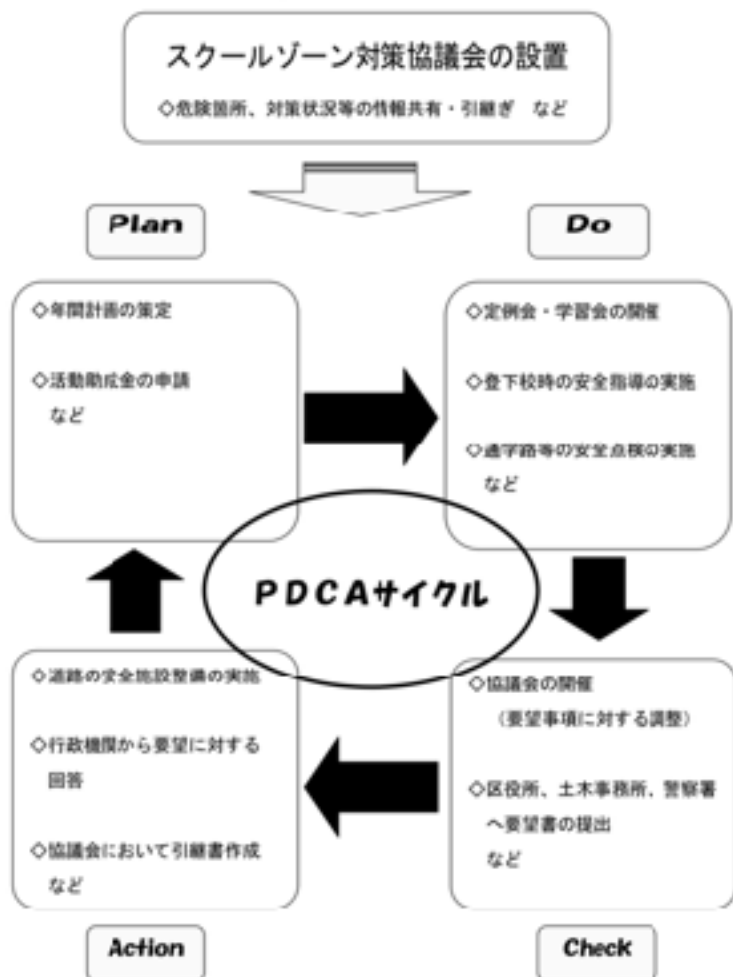 スクールゾーン対策協議会の設置
◇危険箇所、対策状況等の情報共有・引継ぎ　など
Plan
Do
◇年間計画の策定
◇活動助成金の申請
など
◇定例会・学習会の開催
◇登下校時の安全指導の実施
◇通学路等の安全点検の実施
など
PDCAサイクル
◇道路の安全施設整備の実施
◇行政機関から要望に対する
回答
◇協議会において引継書作成
など
◇協議会の開催
（要望事項に対する調整）
◇区役所、土木事務所、警察署
へ要望書の提出
など
Action
Check